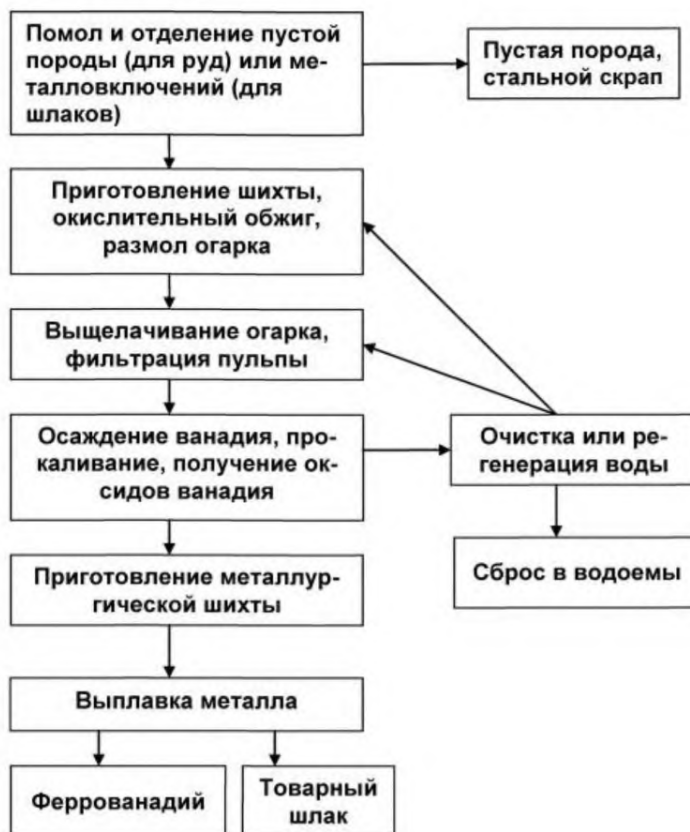 Помол и отделение пустой
породы (для руд) или ме-
талловключений (для
шлаков)
Пустая порода,
стальной скрап
Приготовление шихты,
окислительный обжиг,
размол огарка
Выщелачивание огарка,
фильтрация пульпы
Осаждение ванадия, про-
каливание, получение ок-
сидов ванадия
Очистка или ре-
генерация воды
Сброс в водоемы
Приготовление металлур-
гической шихты
Выплавка металла
Феррованадий
Товарный
шлак